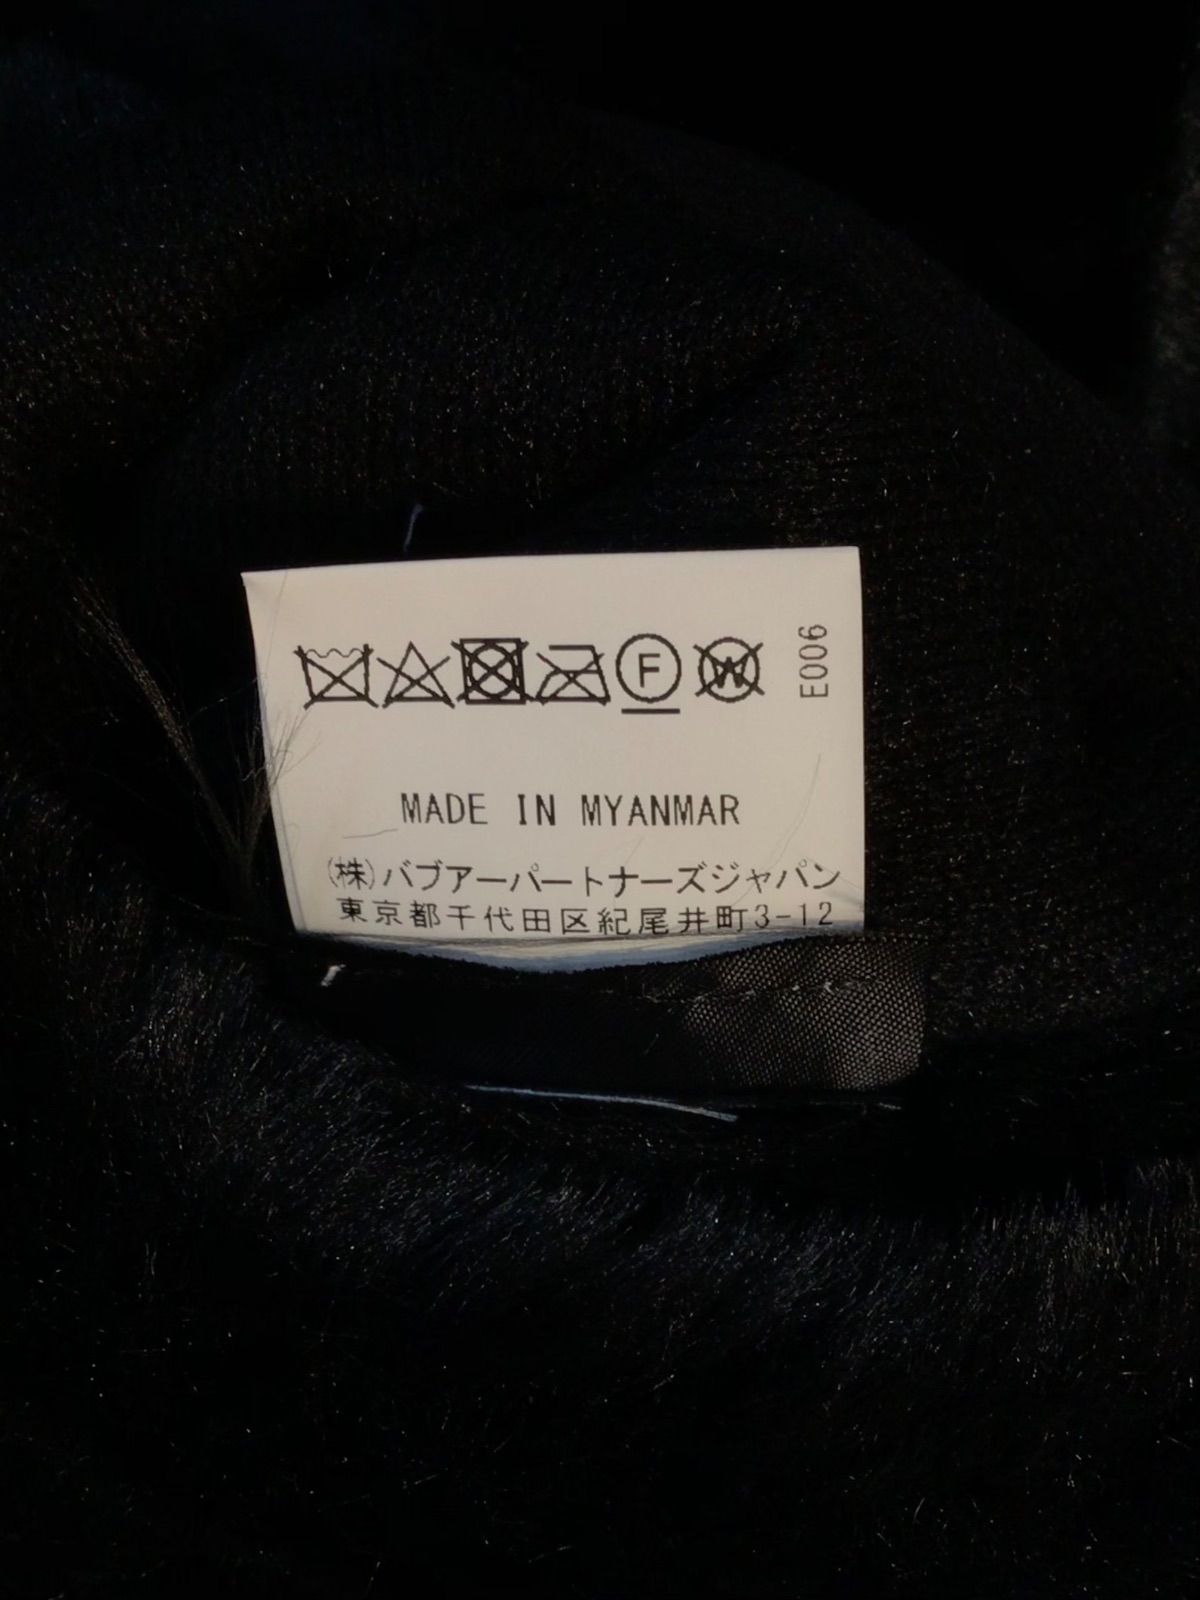 F W E006
MADE IN MYANMAR
(株)バブアーパートナーズジャパン
東京都千代田区紀尾井町3-12